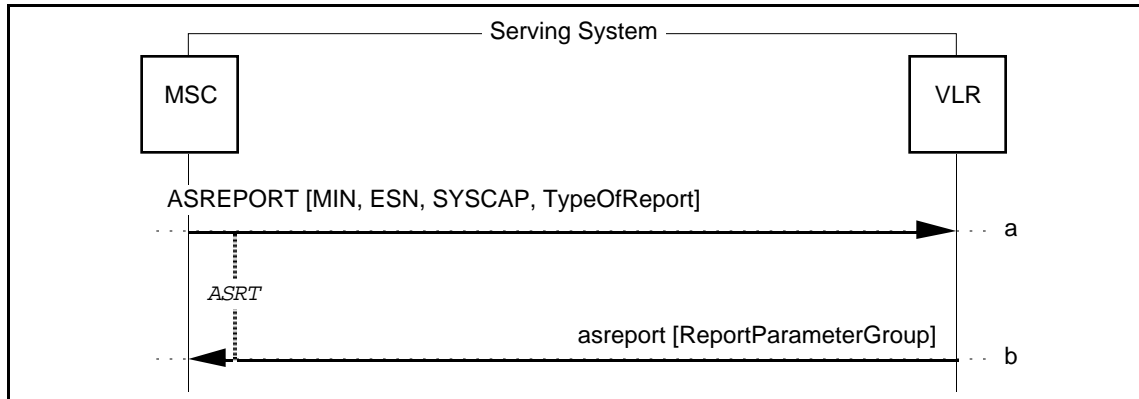 Serving System
MSC
VLR
ASREPORT [MIN, ESN, SYSCAP, TypeOfReport]
a
ASRT
asreport [ReportParameterGroup]
b